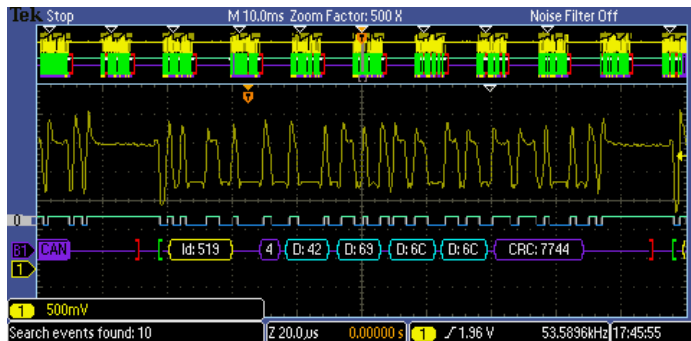 Tek Stop M 10.0ms Zoom Factor: 500 X Noise Filter Off
D
B1 CAN Id: 519 4 D: 42 D: 69 D: 6C D: 6C CRC: 7744
1
1 500mV
Search events found: 10 Z 20.0µs 0.00000 s 1 1.96 V 53.5896kHz 17:45:55